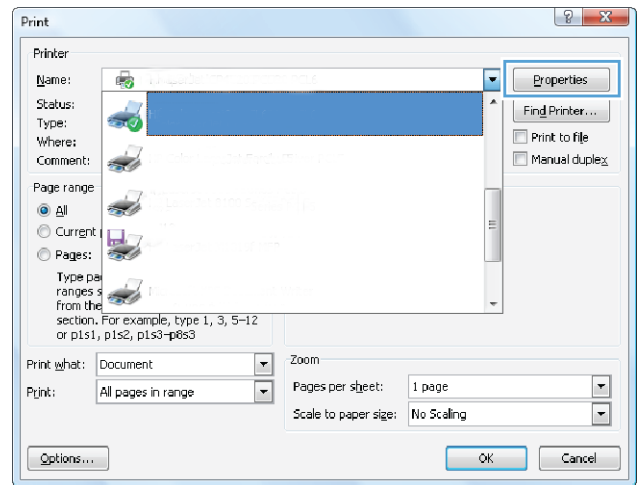 Print
Printer
Name:
Properties
Status:
Find Printer...
Type:
Where:
Print to file
Comment:
Manual duplex
Page range
All
Current
Pages:
Type
ranges
from the
section. For example, type 1, 3, 5–12
or p1s1, p1s2, p1s3–p8s3
Print what: Document
Zoom
Print: All pages in range
Pages per sheet: 1 page
Scale to paper size: No Scaling
Options...
OK
Cancel